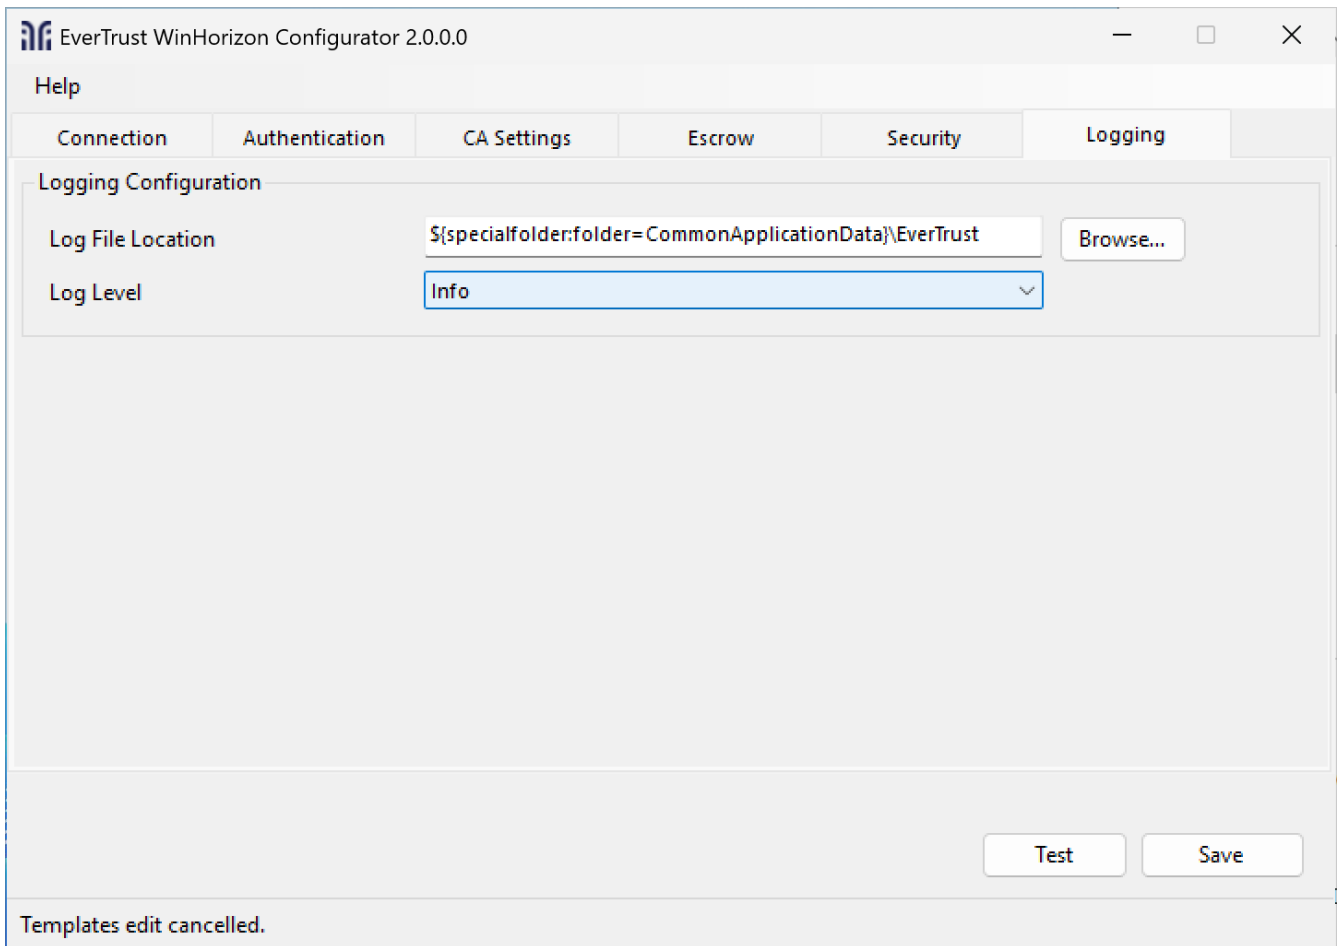 EverTrust WinHorizon Configurator 2.0.0.0
Help
Connection Authentication CA Settings Escrow Security Logging
Logging Configuration
Log File Location ${specialfolder:folder=CommonApplicationData}\EverTrust Browse...
Log Level Info
Test Save
Templates edit cancelled.